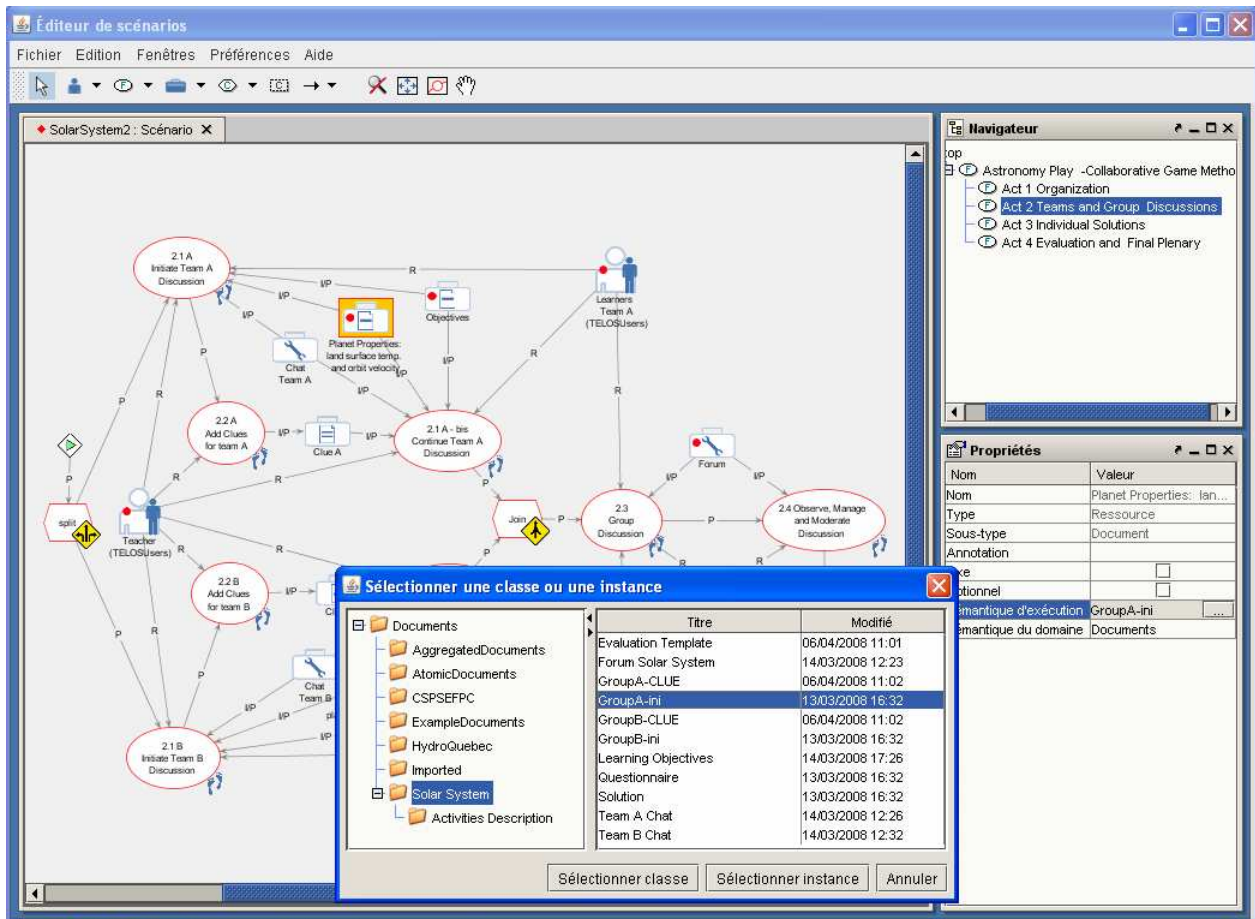 Éditeur de scénarios
Fichier Edition Fenêtres Préférences Aide
SolarSystem2 : Scénario
2.1 A
Initiate Team A
Discussion
R
I/P
I/P
I/P
Objectives
Learners
Team A
(TELOSUsers)
Planet Properties:
land surface temp.
and orbit velocity
Chat
Team A
I/P
I/P
I/P
P
R
P
R
R
2.2 A
Add Clues
for team A
I/P
Clue A
I/P
2.1 A - bis
Continue Team A
Discussion
Forum
I/P
I/P
P
R
R
P
split
Teacher
(TELOSUsers)
Join
P
2.3
Group
Discussion
P
2.4 Observe, Manage
and Moderate
Discussion
R
R
P
R
R
2.2 B
Add Clues
for team B
I/P
P
R
P
Chat
Team B
I/P
I/P
I/P
2.1 B
Initiate Team B
Discussion
Navigateur
top
Astronomy Play -Collaborative Game Metho
Act 1 Organization
Act 2 Teams and Group Discussions
Act 3 Individual Solutions
Act 4 Evaluation and Final Plenary
Propriétés
Nom Valeur
Nom Planet Properties: lan...
Type Ressource
Sous-type Document
Annotation
xe
otionnel
émantique d'exécution GroupA-ini ...
émantique du domaine Documents
Sélectionner une classe ou une instance
Documents
AggregatedDocuments
AtomicDocuments
CSPSEFPC
ExampleDocuments
HydroQuebec
Imported
Solar System
Activities Description
Titre Modifié
Evaluation Template 06/04/2008 11:01
Forum Solar System 14/03/2008 12:23
GroupA-CLUE 06/04/2008 11:02
GroupA-ini 13/03/2008 16:32
GroupB-CLUE 06/04/2008 11:02
GroupB-ini 13/03/2008 16:32
Learning Objectives 14/03/2008 17:26
Questionnaire 13/03/2008 16:32
Solution 13/03/2008 16:32
Team A Chat 14/03/2008 12:26
Team B Chat 14/03/2008 12:32
Sélectionner classe Sélectionner instance Annuler